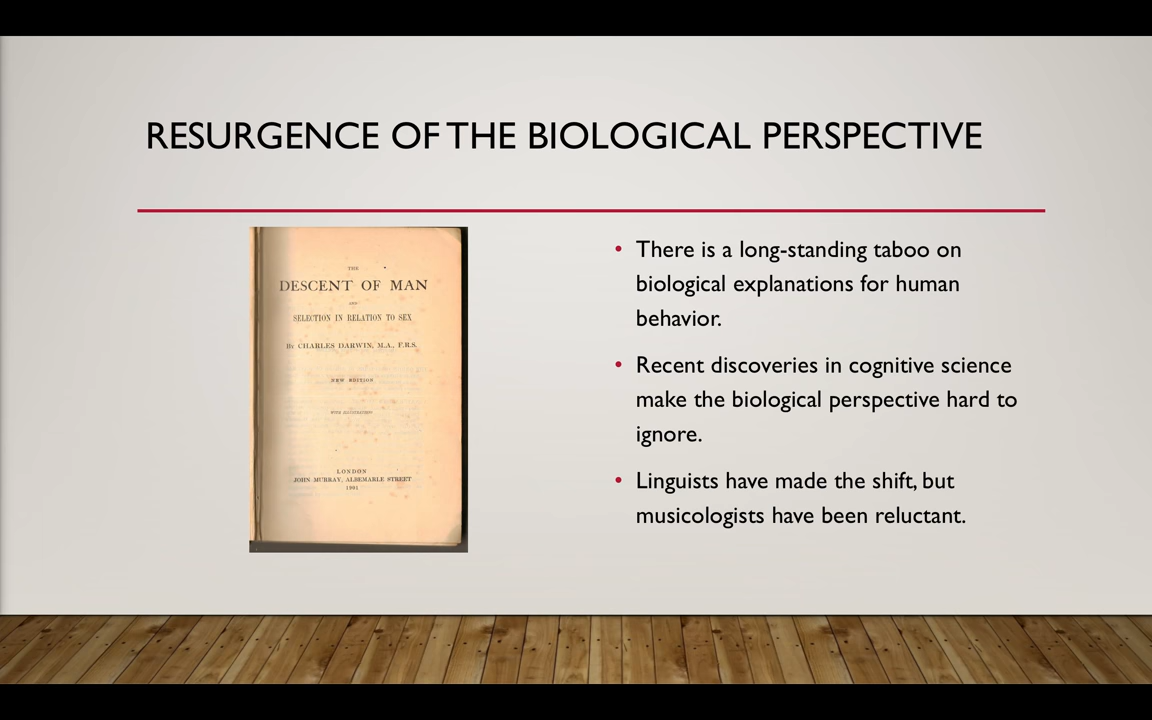 RESURGENCE OF THE BIOLOGICAL PERSPECTIVE
THE
DESCENT OF MAN
AND
SELECTION IN RELATION TO SEX
BY CHARLES DARWIN, M.A., F.R.S.
NEW EDITION
WITH ILLUSTRATIONS
LONDON
JOHN MURRAY, ALBEMARLE STREET
1901
• There is a long-standing taboo on
biological explanations for human
behavior.
• Recent discoveries in cognitive science
make the biological perspective hard to
ignore.
• Linguists have made the shift, but
musicologists have been reluctant.